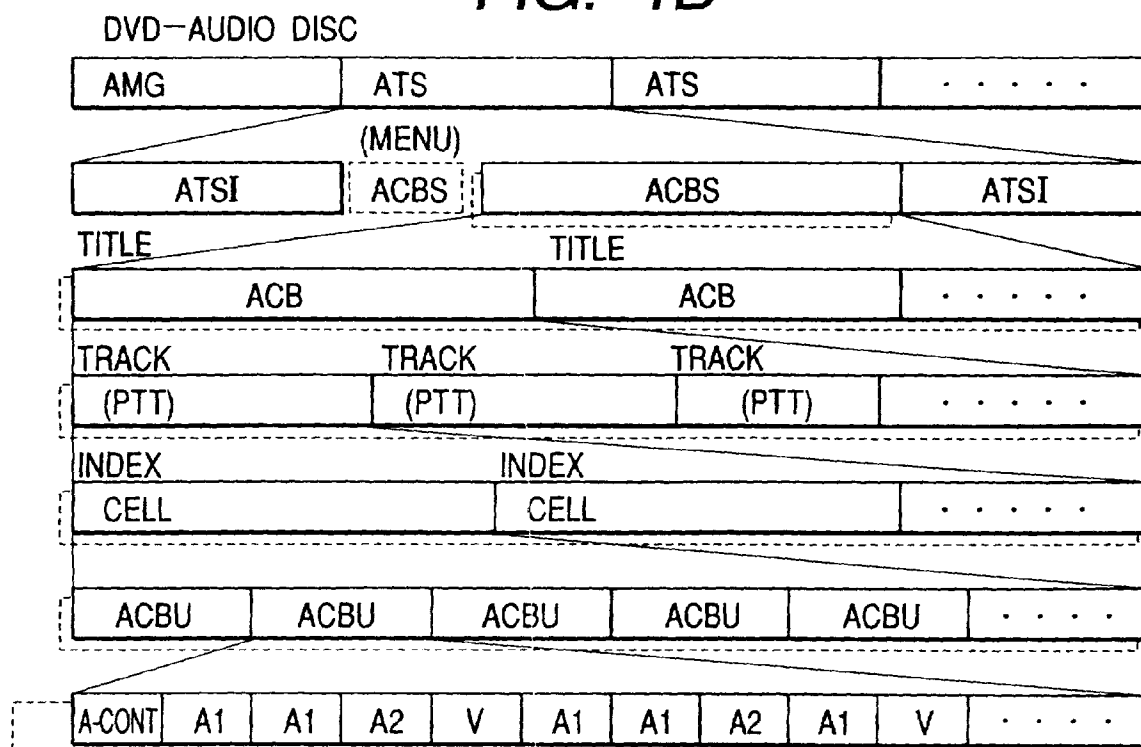 DVD-AUDIO DISC
AMG ATS ATS · · · · ·
(MENU)
ATSI ACBS ACBS ATSI
TITLE TITLE
ACB ACB · · · · ·
TRACK TRACK TRACK
(PTT) (PTT) (PTT) · · · · ·
INDEX INDEX
CELL CELL · · · · ·
ACBU ACBU ACBU ACBU ACBU · · · ·
A-CONT A1 A1 A2 V A1 A1 A2 A1 V · · · ·